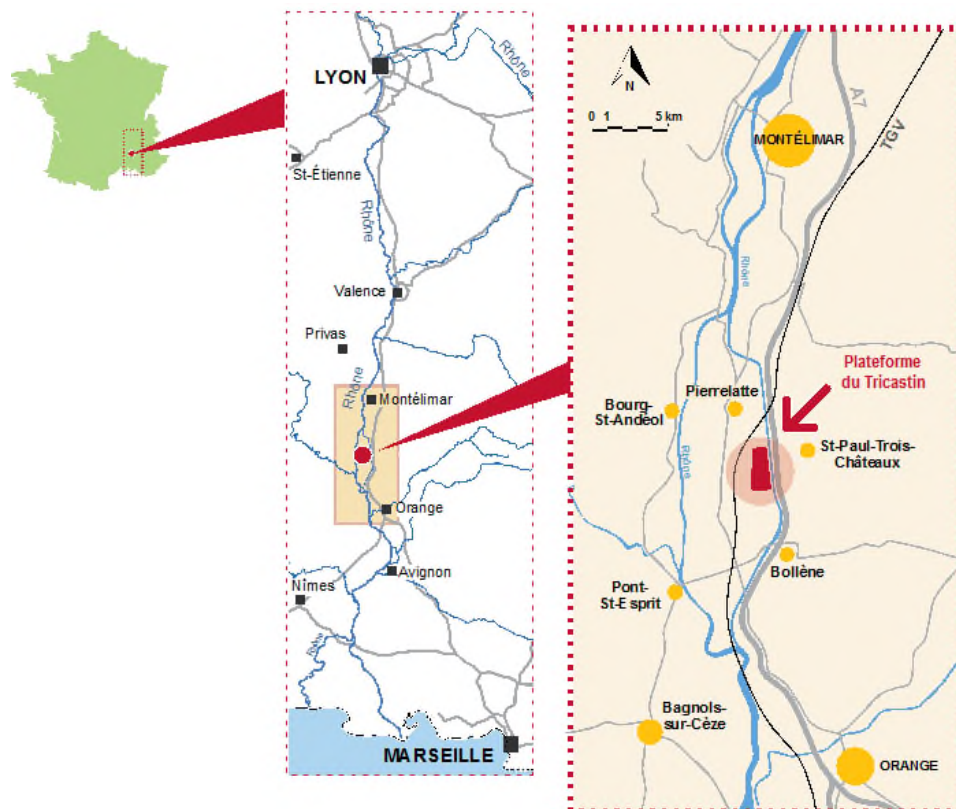 LYON
Rhône
St-Étienne
Rhône
Valence
Privas
Rhône
Montélimar
Orange
Avignon
Nîmes
Rhône
MARSEILLE
N
0 1 5 km
A7
TGV
MONTÉLIMAR
Rhône
Plateforme
du Tricastin
Pierrelatte
Bourg-
St-Andéol
St-Paul-Trois-
Châteaux
Rhône
Bollène
Pont-
St-E sprit
Bagnols-
sur-Cèze
ORANGE